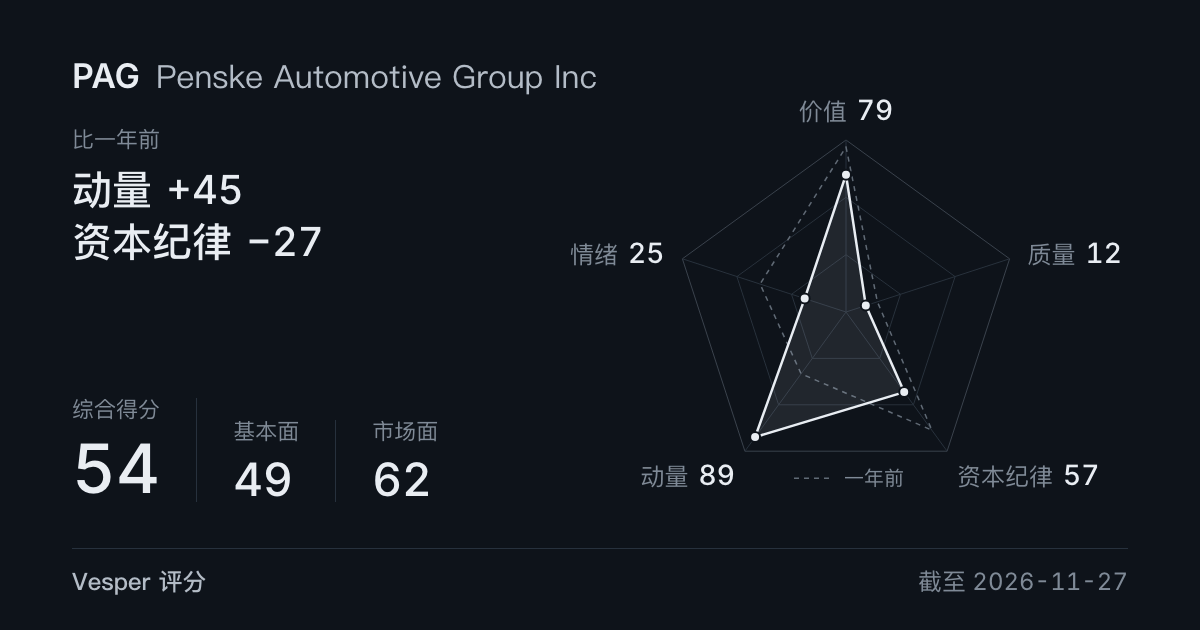 PAG Penske Automotive Group Inc
比一年前
动量 +45
资本纪律 −27
价值 79
情绪 25
质量 12
动量 89
---- 一年前
资本纪律 57
综合得分
54
基本面
49
市场面
62
Vesper 评分
截至 2026-11-27